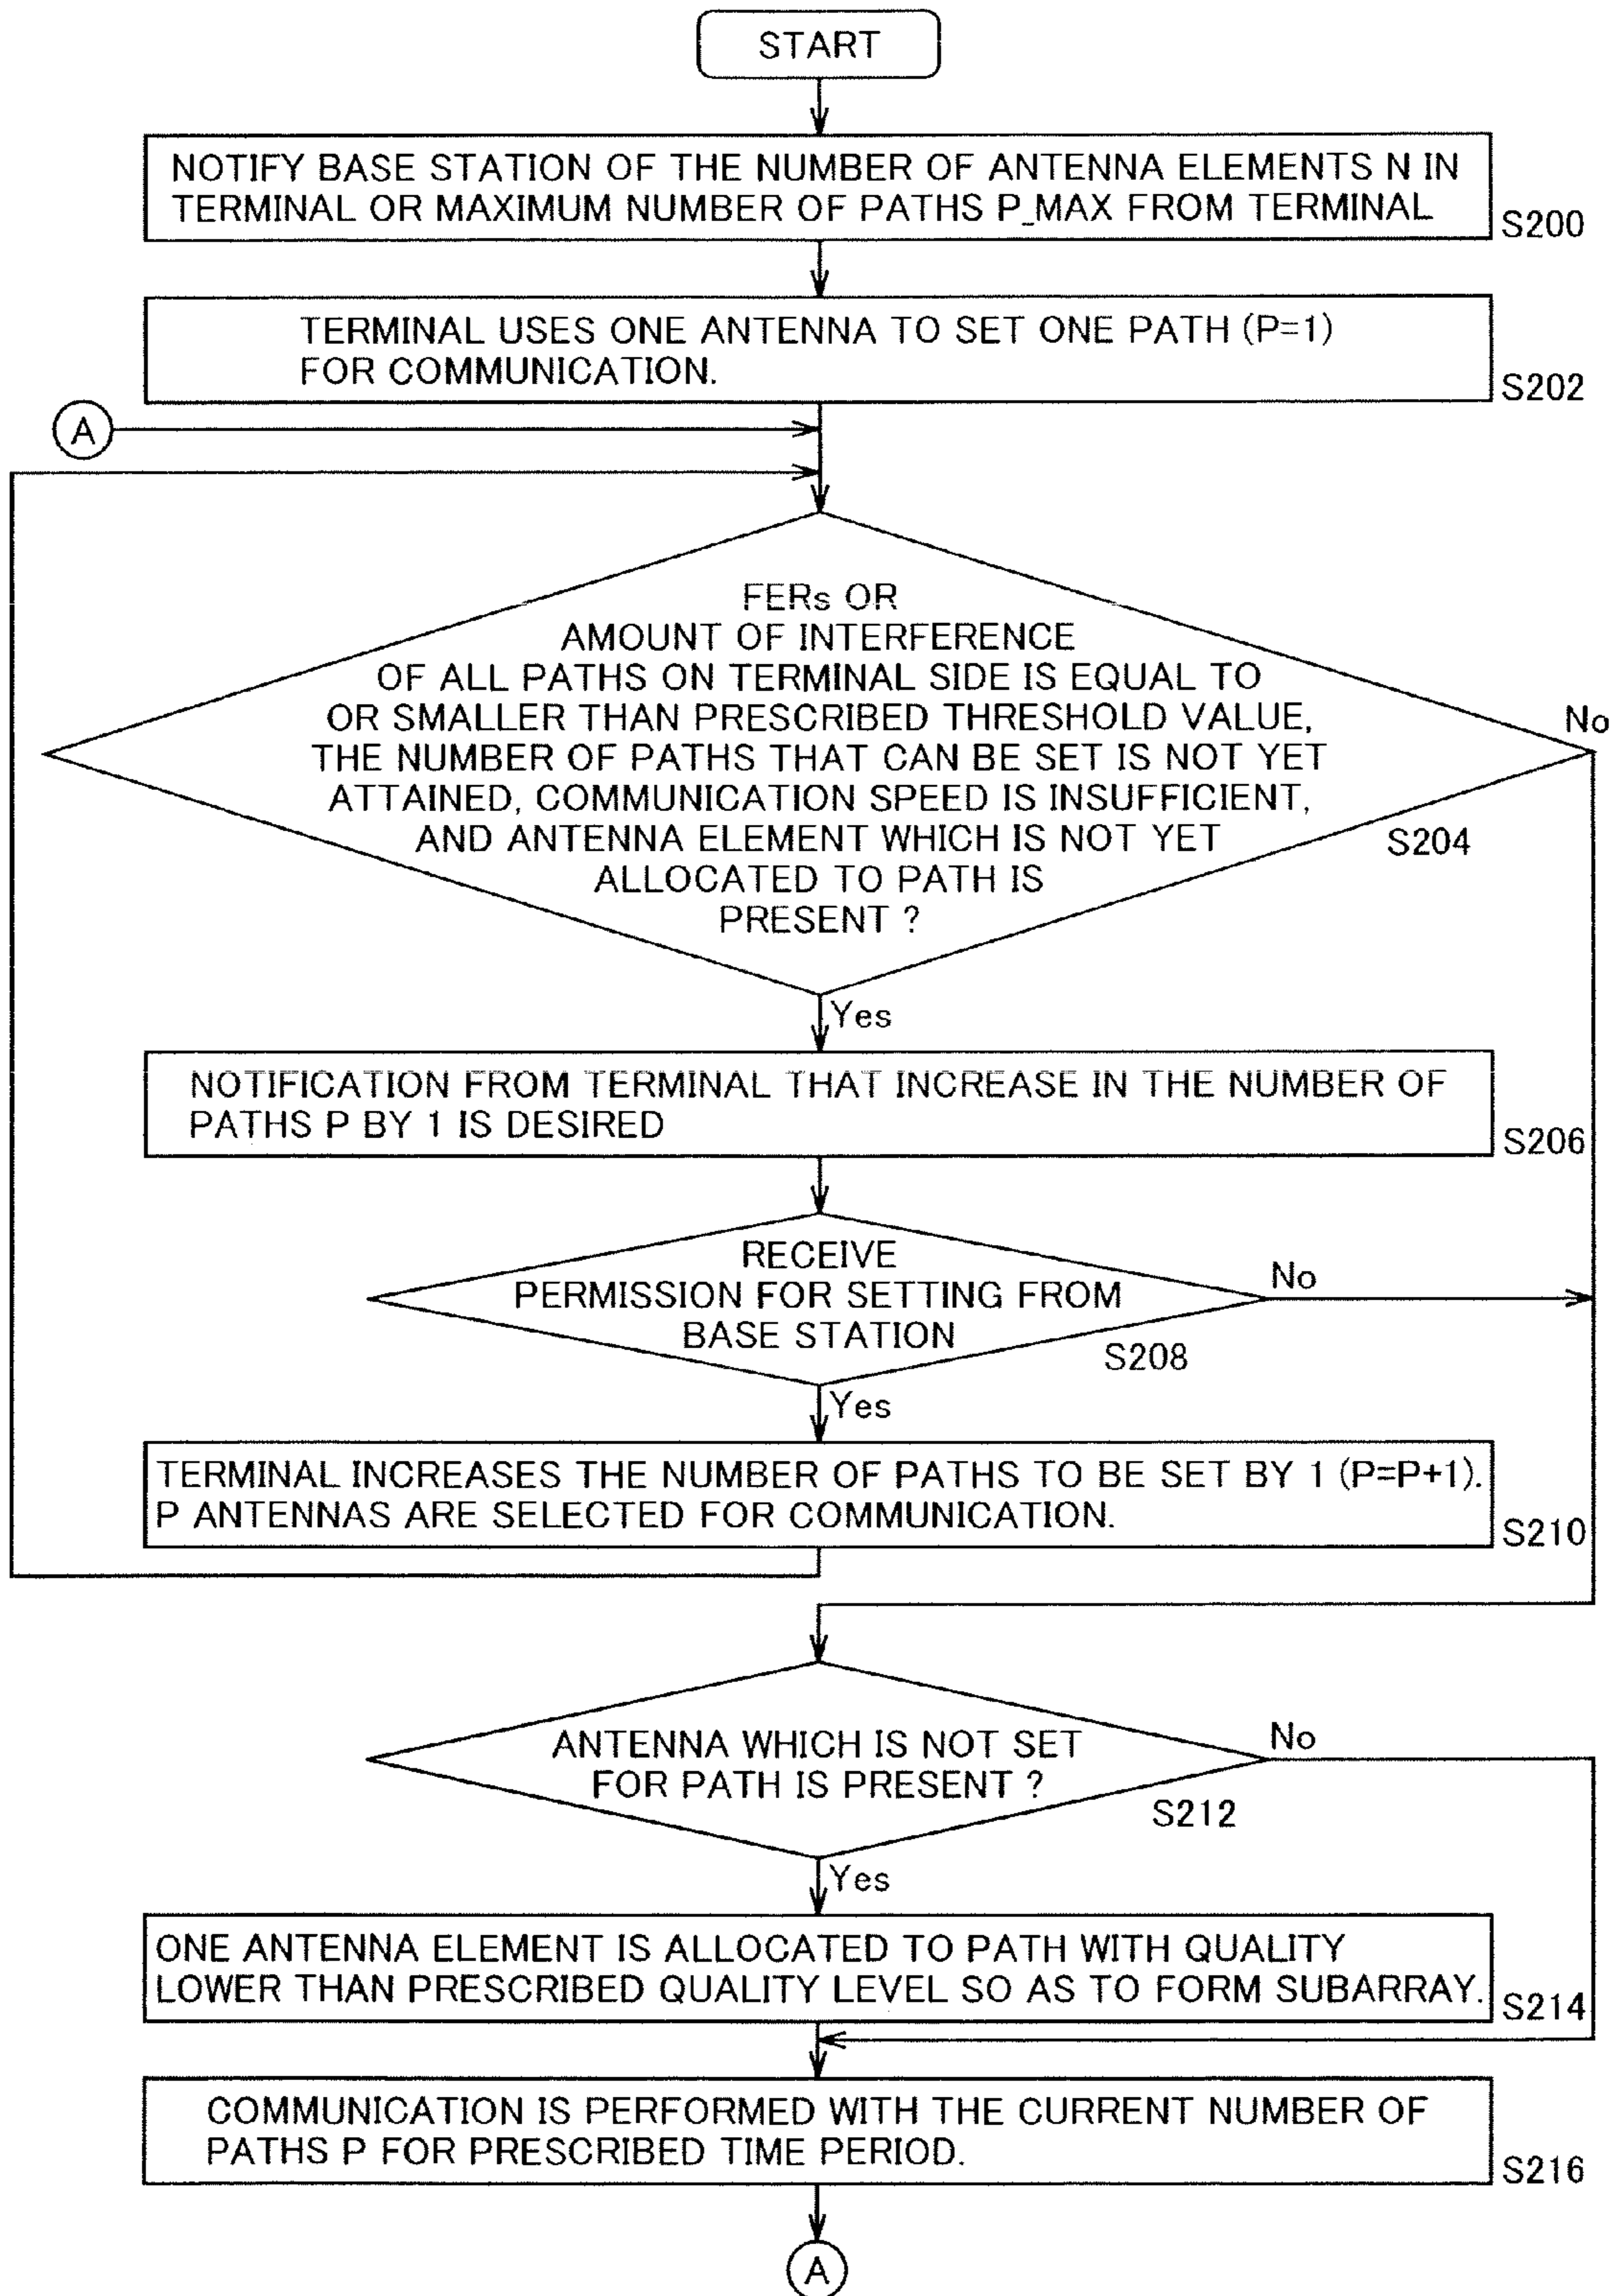 START
NOTIFY BASE STATION OF THE NUMBER OF ANTENNA ELEMENTS N IN
TERMINAL OR MAXIMUM NUMBER OF PATHS P_MAX FROM TERMINAL
S200
TERMINAL USES ONE ANTENNA TO SET ONE PATH (P=1)
FOR COMMUNICATION.
S202
A
FERs OR
AMOUNT OF INTERFERENCE
OF ALL PATHS ON TERMINAL SIDE IS EQUAL TO
OR SMALLER THAN PRESCRIBED THRESHOLD VALUE,
THE NUMBER OF PATHS THAT CAN BE SET IS NOT YET
ATTAINED, COMMUNICATION SPEED IS INSUFFICIENT,
AND ANTENNA ELEMENT WHICH IS NOT YET
ALLOCATED TO PATH IS
PRESENT ?
No
S204
Yes
NOTIFICATION FROM TERMINAL THAT INCREASE IN THE NUMBER OF
PATHS P BY 1 IS DESIRED
S206
RECEIVE
PERMISSION FOR SETTING FROM
BASE STATION
No
S208
Yes
TERMINAL INCREASES THE NUMBER OF PATHS TO BE SET BY 1 (P=P+1).
P ANTENNAS ARE SELECTED FOR COMMUNICATION.
S210
ANTENNA WHICH IS NOT SET
FOR PATH IS PRESENT ?
No
S212
Yes
ONE ANTENNA ELEMENT IS ALLOCATED TO PATH WITH QUALITY
LOWER THAN PRESCRIBED QUALITY LEVEL SO AS TO FORM SUBARRAY.
S214
COMMUNICATION IS PERFORMED WITH THE CURRENT NUMBER OF
PATHS P FOR PRESCRIBED TIME PERIOD.
S216
A